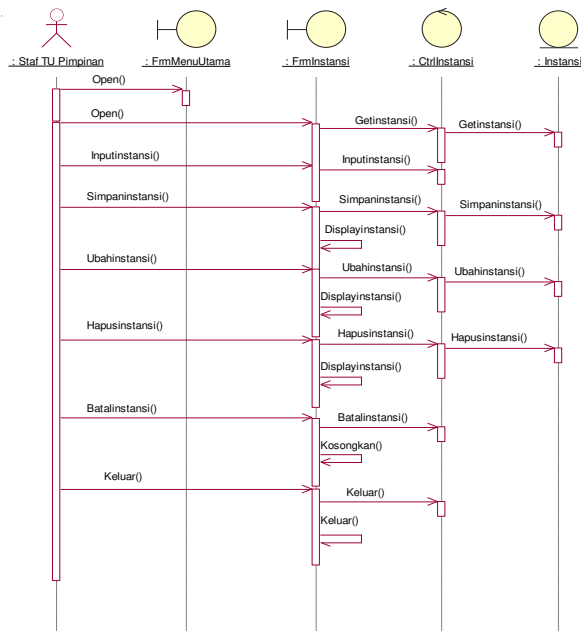 : Staf TU Pimpinan
: FrmMenuUtama
: FrmInstansi
: CtrlInstansi
: Instansi
Open()
Open()
Getinstansi()
Getinstansi()
Inputinstansi()
Inputinstansi()
Simpaninstansi()
Simpaninstansi()
Simpaninstansi()
Displayinstansi()
Ubahinstansi()
Ubahinstansi()
Ubahinstansi()
Displayinstansi()
Hapusinstansi()
Hapusinstansi()
Hapusinstansi()
Displayinstansi()
Batalinstansi()
Batalinstansi()
Kosongkan()
Keluar()
Keluar()
Keluar()